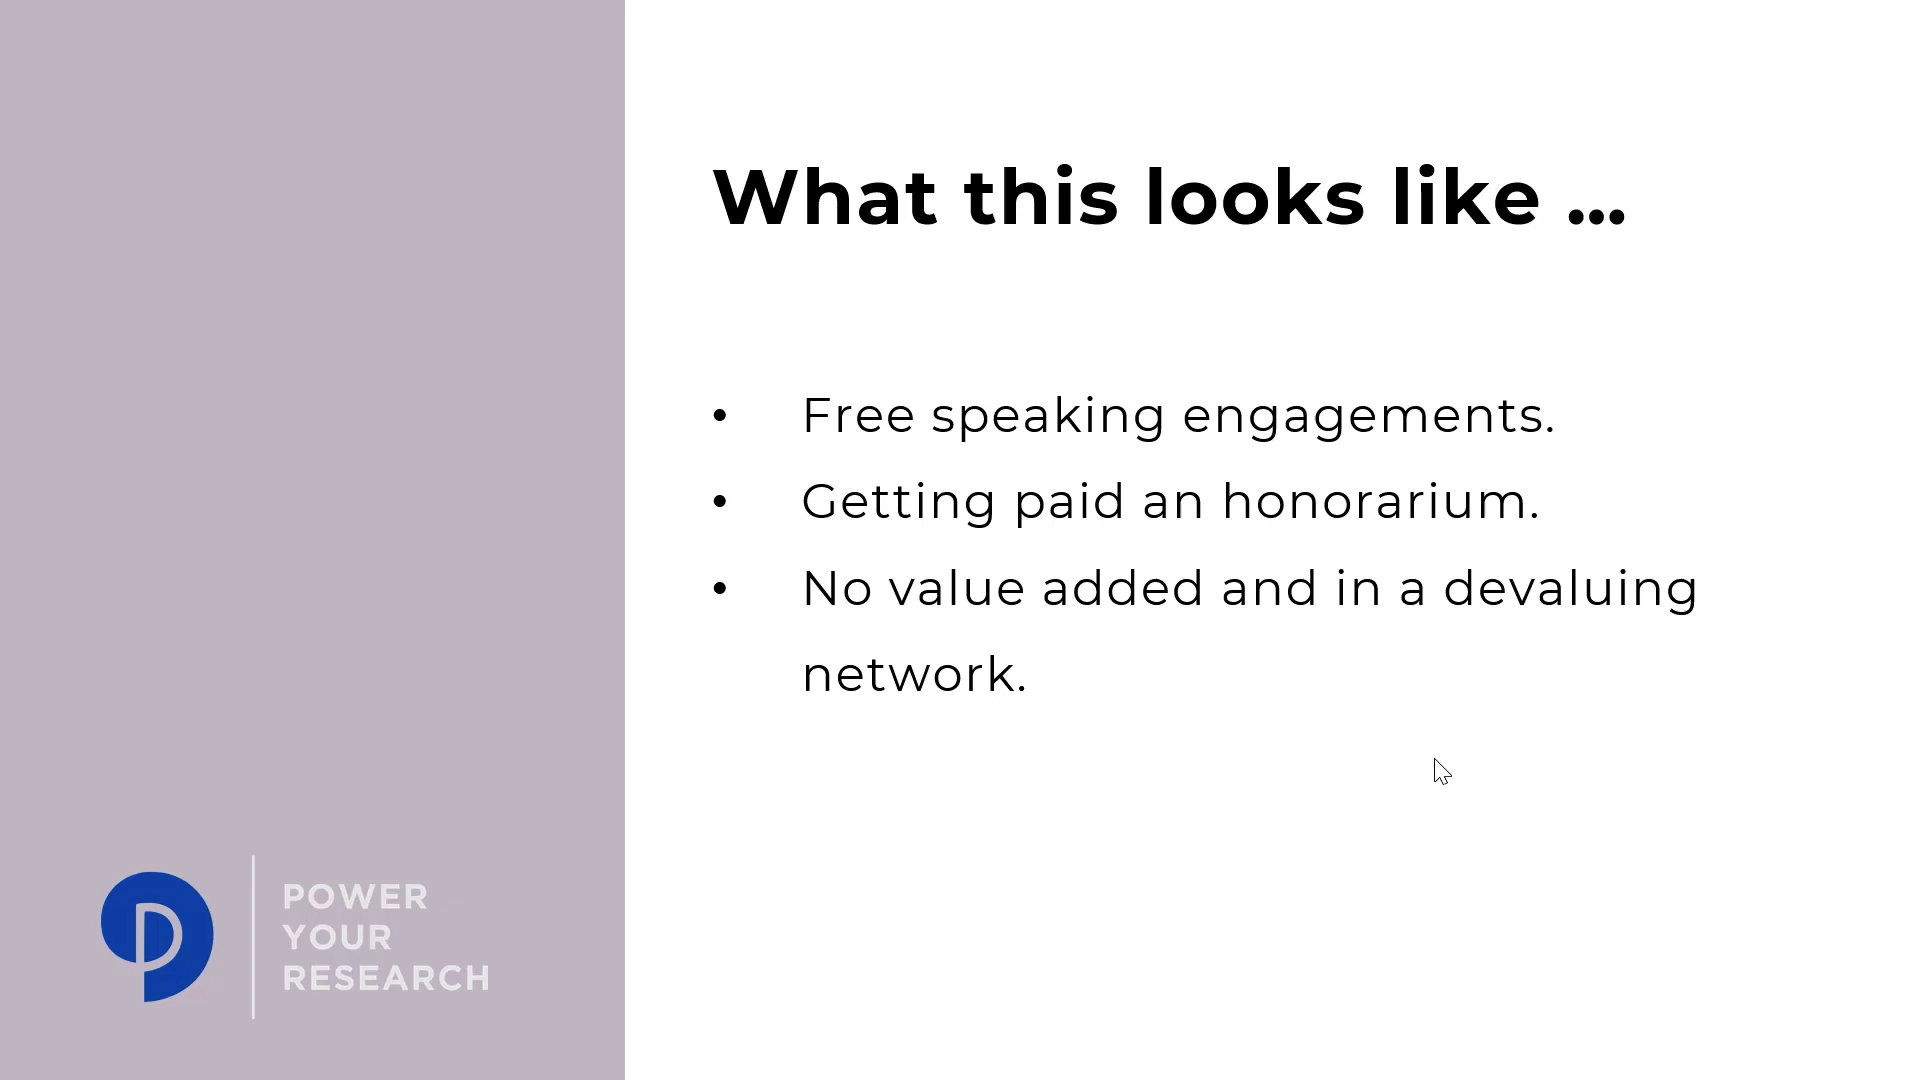 What this looks like ...
• Free speaking engagements.
• Getting paid an honorarium.
• No value added and in a devaluing
network.
POWER
YOUR
RESEARCH